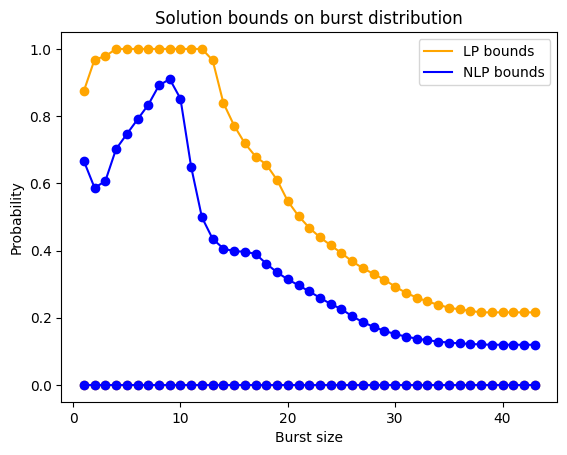 Solution bounds on burst distribution
LP bounds
NLP bounds
Probability
1.0
0.8
0.6
0.4
0.2
0.0
0
10
20
30
40
Burst size